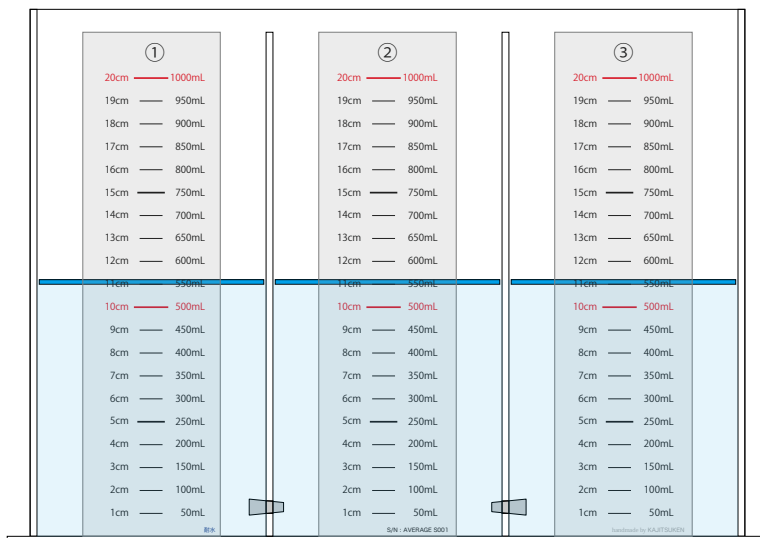 ① ② ③
20cm 1000mL 20cm 1000mL 20cm 1000mL
19cm 950mL 19cm 950mL 19cm 950mL
18cm 900mL 18cm 900mL 18cm 900mL
17cm 850mL 17cm 850mL 17cm 850mL
16cm 800mL 16cm 800mL 16cm 800mL
15cm 750mL 15cm 750mL 15cm 750mL
14cm 700mL 14cm 700mL 14cm 700mL
13cm 650mL 13cm 650mL 13cm 650mL
12cm 600mL 12cm 600mL 12cm 600mL
11cm 550mL 11cm 550mL 11cm 550mL
10cm 500mL 10cm 500mL 10cm 500mL
9cm 450mL 9cm 450mL 9cm 450mL
8cm 400mL 8cm 400mL 8cm 400mL
7cm 350mL 7cm 350mL 7cm 350mL
6cm 300mL 6cm 300mL 6cm 300mL
5cm 250mL 5cm 250mL 5cm 250mL
4cm 200mL 4cm 200mL 4cm 200mL
3cm 150mL 3cm 150mL 3cm 150mL
2cm 100mL 2cm 100mL 2cm 100mL
1cm 50mL 1cm 50mL 1cm 50mL
耐水 S/N : AVERAGE S001 handmade by KAJITSUKEN